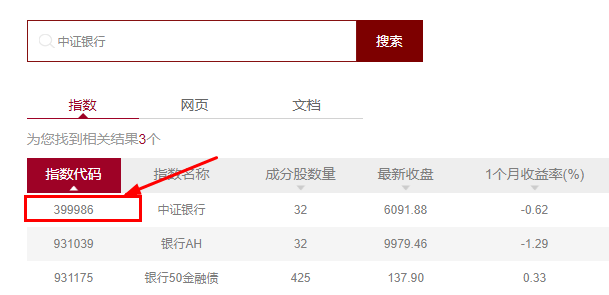 中证银行 搜索
指数 网页 文档
为您找到相关结果3个
指数代码 指数名称 成分股数量 最新收盘 1个月收益率(%)
399986 中证银行 32 6091.88 -0.62
931039 银行AH 32 9979.46 -1.29
931175 银行50金融债 425 137.90 0.33